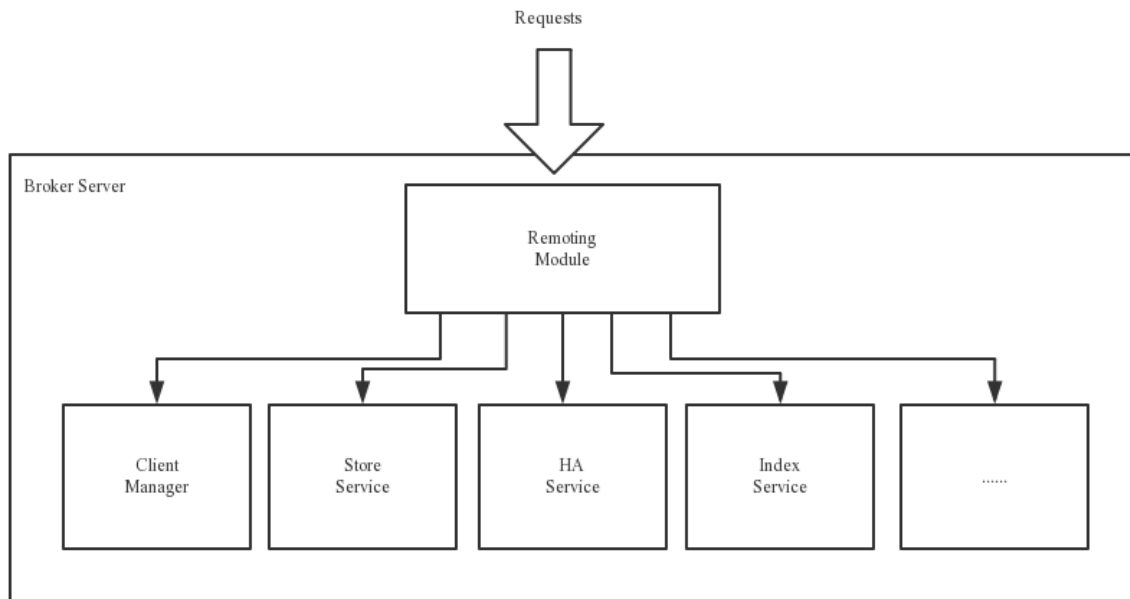 Requests
Broker Server
Remoting
Module
Client
Manager
Store
Service
HA
Service
Index
Service
......